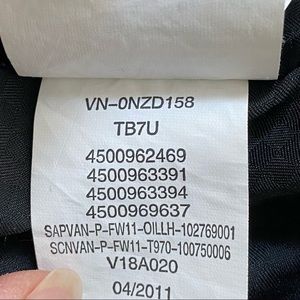 VN-0NZD158
TB7U
4500962469
4500963391
4500963394
4500969637
SAPVAN-P-FW11-OILLH-102769001
SCNVAN-P-FW11-T970-100750006
V18A020
04/2011